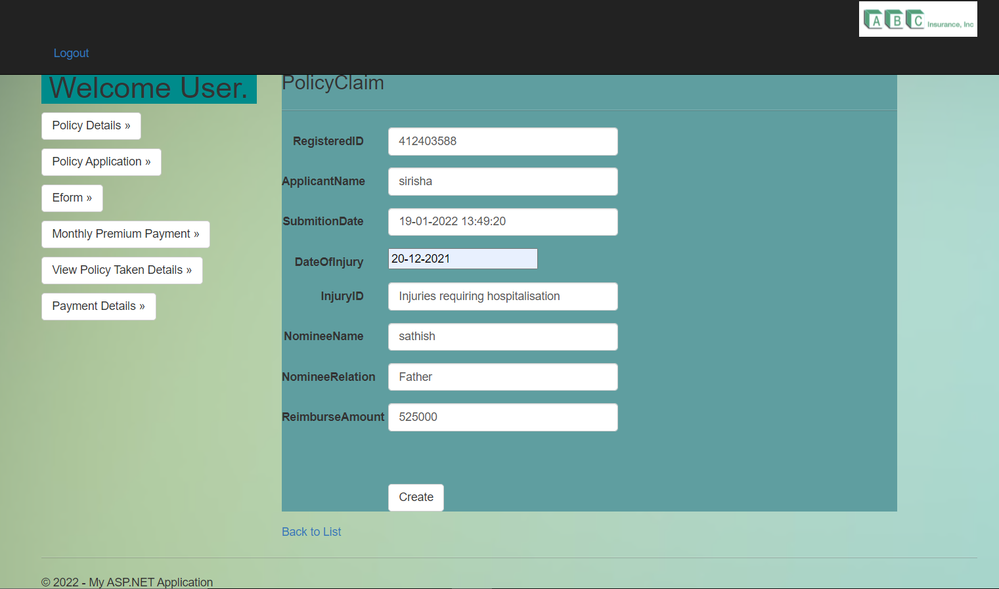 A B C Insurance, Inc
Logout
Welcome User.
Policy Details »
Policy Application »
Eform »
Monthly Premium Payment »
View Policy Taken Details »
Payment Details »
PolicyClaim
RegisteredID 412403588
ApplicantName sirisha
SubmitionDate 19-01-2022 13:49:20
DateOfInjury 20-12-2021
InjuryID Injuries requiring hospitalisation
NomineeName sathish
NomineeRelation Father
ReimburseAmount 525000
Create
Back to List
© 2022 - My ASP.NET Application